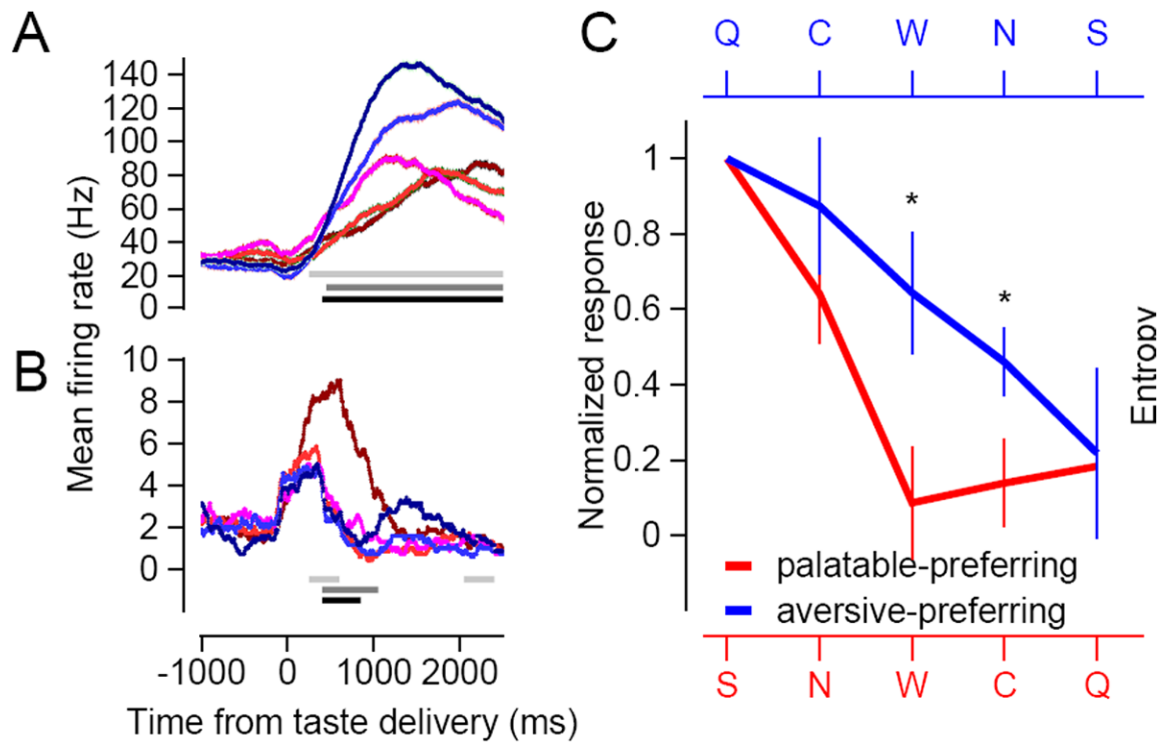 A
Mean firing rate (Hz)
140
120
100
80
60
40
20
0
B
10
8
6
4
2
0
-1000 0 1000 2000
Time from taste delivery (ms)
C
Q C W N S
Normalized response
1
0.8
0.6
0.4
0.2
0
*
*
palatable-preferring
aversive-preferring
S N W C Q
Entropy